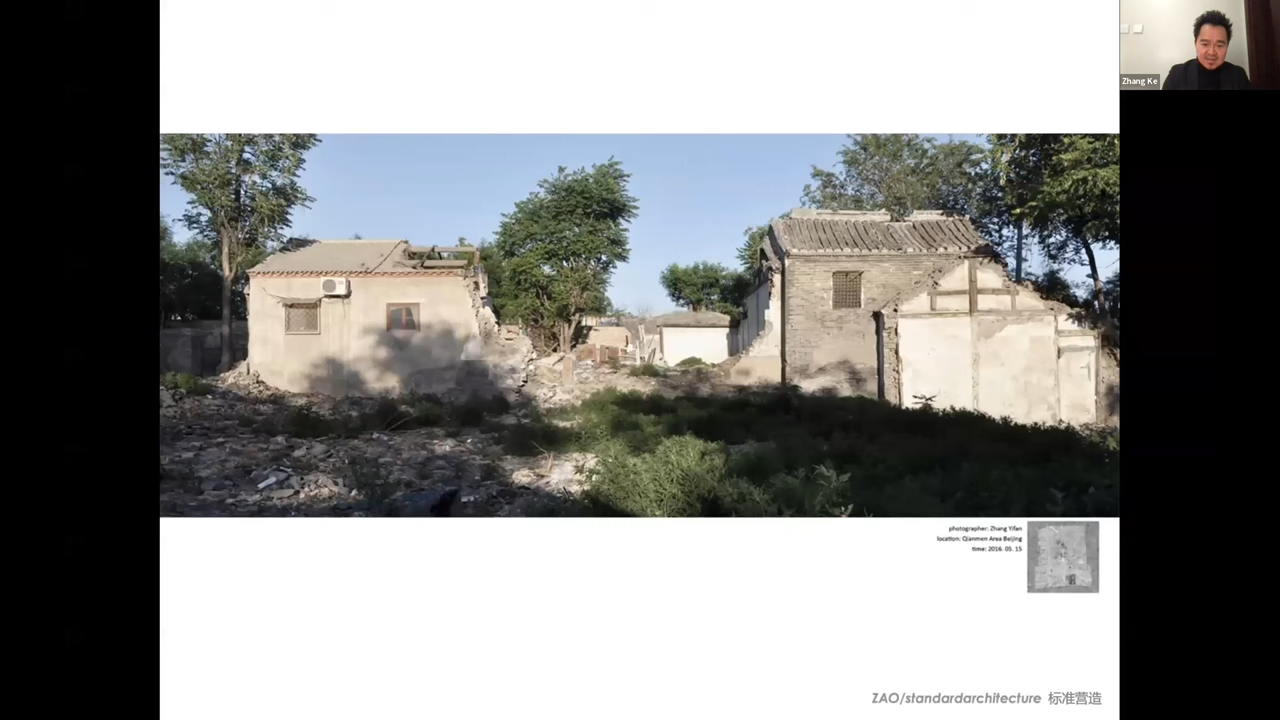 Zhang Ke
photographer: Zhang Yifan
location: Qianmen Area Beijing
time: 2016. 05. 15
ZAO/standardarchitecture 标准营造